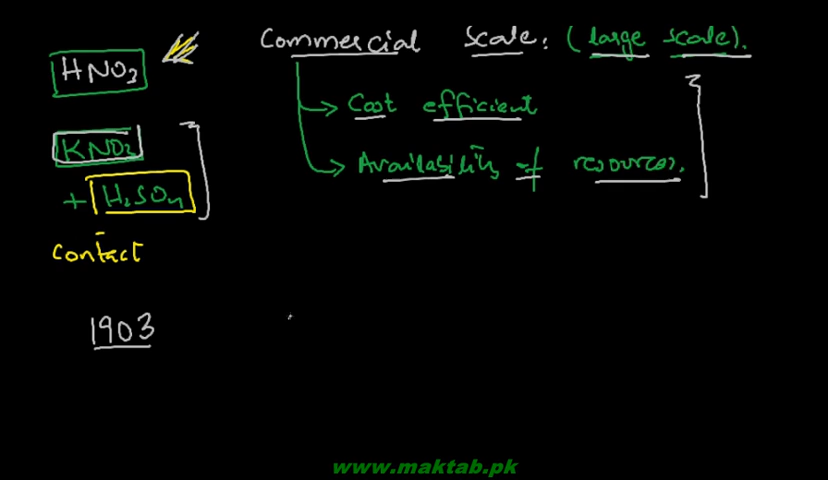 HNO3
Commercial Scale: (large scale).
→ Cost efficient
KNO3
→ Availability of resources.
+ H2SO4
Contact
1903
www.maktab.pk